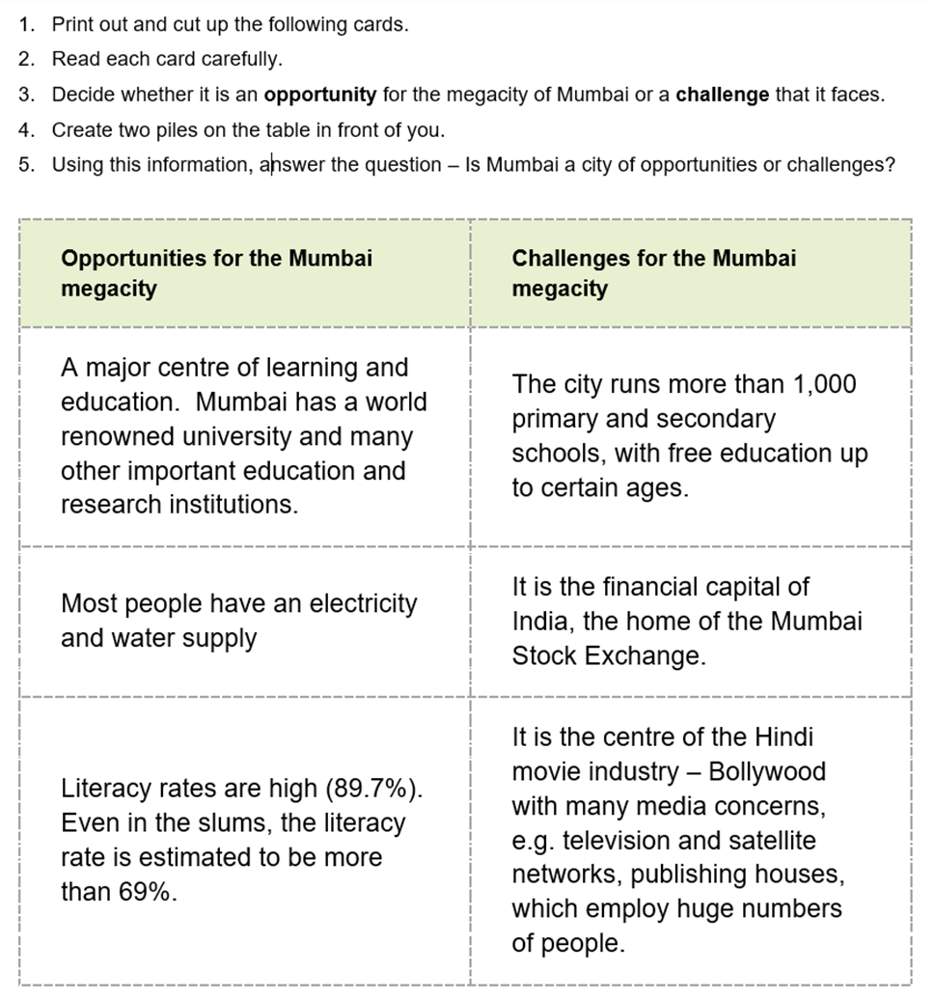 1. Print out and cut up the following cards.
2. Read each card carefully.
3. Decide whether it is an opportunity for the megacity of Mumbai or a challenge that it faces.
4. Create two piles on the table in front of you.
5. Using this information, answer the question – Is Mumbai a city of opportunities or challenges?
Opportunities for the Mumbai
megacity
Challenges for the Mumbai
megacity
A major centre of learning and
education.  Mumbai has a world
renowned university and many
other important education and
research institutions.
The city runs more than 1,000
primary and secondary
schools, with free education up
to certain ages.
Most people have an electricity
and water supply
It is the financial capital of
India, the home of the Mumbai
Stock Exchange.
Literacy rates are high (89.7%).
Even in the slums, the literacy
rate is estimated to be more
than 69%.
It is the centre of the Hindi
movie industry – Bollywood
with many media concerns,
e.g. television and satellite
networks, publishing houses,
which employ huge numbers
of people.